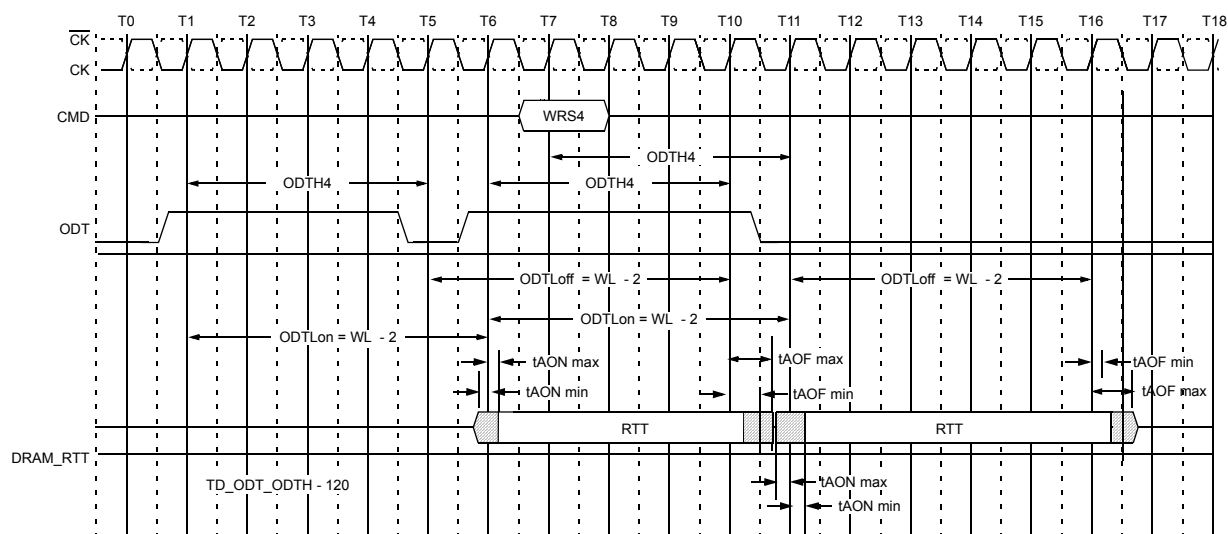 T0 T1 T2 T3 T4 T5 T6 T7 T8 T9 T10 T11 T12 T13 T14 T15 T16 T17 T18
CK
CK
CMD
WRS4
ODTH4
ODTH4
ODTH4
ODT
ODTLoff = WL - 2
ODTLoff = WL - 2
ODTLon = WL - 2
ODTLon = WL - 2
tAON max
tAOF max
tAOF min
tAON min
tAOF min
tAOF max
RTT
RTT
DRAM_RTT
TD_ODT_ODTH - 120
tAON max
tAON min